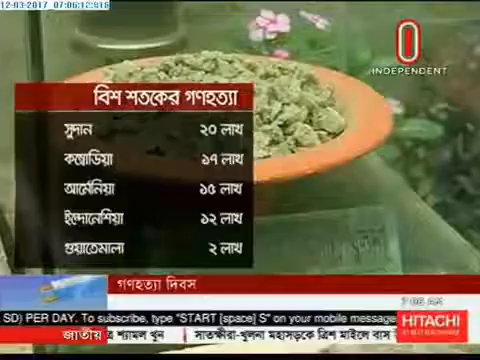 12-03-2017 07:06:12:818
INDEPENDENT
বিশ শতকের গণহত্যা
সুদান ২০ লাখ
কম্বোডিয়া ১৭ লাখ
আর্মেনিয়া ১৫ লাখ
ইন্দোনেশিয়া ১২ লাখ
গুয়াতেমালা ২ লাখ
গণহত্যা দিবস
7:06 AM
SD) PER DAY. To subscribe, type "START [space] S" on your mobile message
HITACHI
জাতীয় শ্যামল খুন সাতক্ষীরা-খুলনা মহাসড়কে ত্রিশ মাইলে বাস